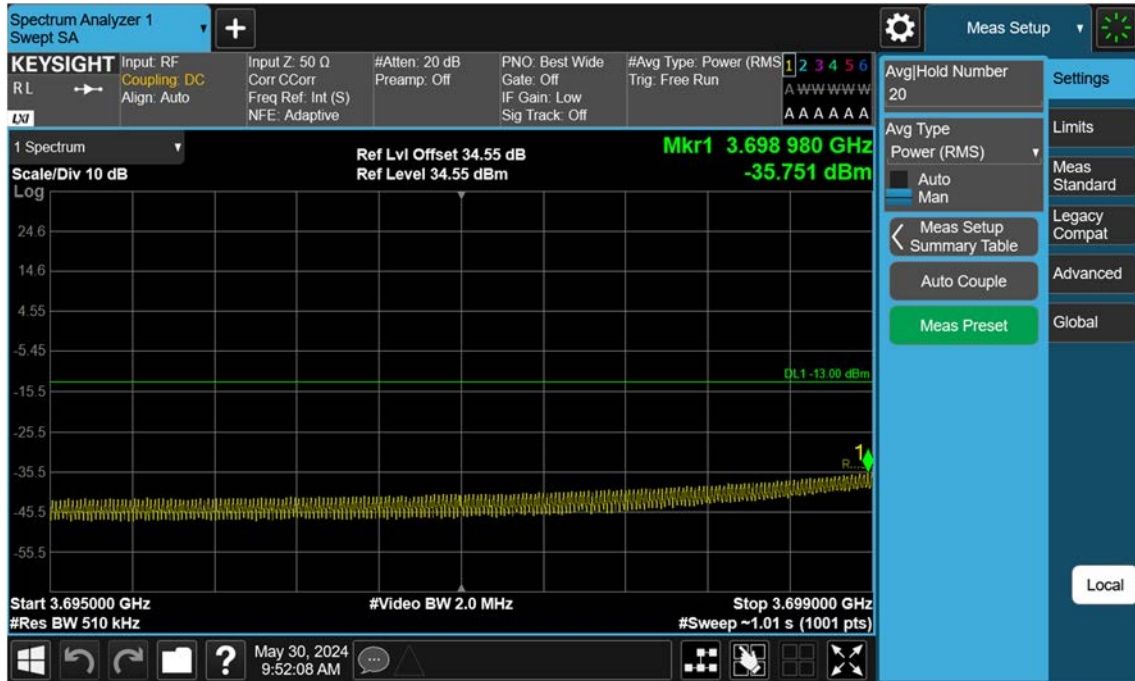 Spectrum Analyzer 1
Swept SA
+
Meas Setup
KEYSIGHT
R L
LXI
Input: RF
Coupling: DC
Align: Auto
Input Z: 50 Ω
Corr CCorr
Freq Ref: Int (S)
NFE: Adaptive
#Atten: 20 dB
Preamp: Off
PNO: Best Wide
Gate: Off
IF Gain: Low
Sig Track: Off
#Avg Type: Power (RMS
Trig: Free Run
1 2 3 4 5 6
A W W W W W
A A A A A A
1 Spectrum
Scale/Div 10 dB
Log
Ref Lvl Offset 34.55 dB
Ref Level 34.55 dBm
Mkr1 3.698 980 GHz
-35.751 dBm
24.6
14.6
4.55
-5.45
DL1 -13.00 dBm
-15.5
-25.5
1
R...
-35.5
-45.5
-55.5
Start 3.695000 GHz
#Res BW 510 kHz
#Video BW 2.0 MHz
Stop 3.699000 GHz
#Sweep ~1.01 s (1001 pts)
Avg|Hold Number
20
Avg Type
Power (RMS)
Auto
Man
Meas Setup
Summary Table
Auto Couple
Meas Preset
Settings
Limits
Meas
Standard
Legacy
Compat
Advanced
Global
Local
?
May 30, 2024
9:52:08 AM